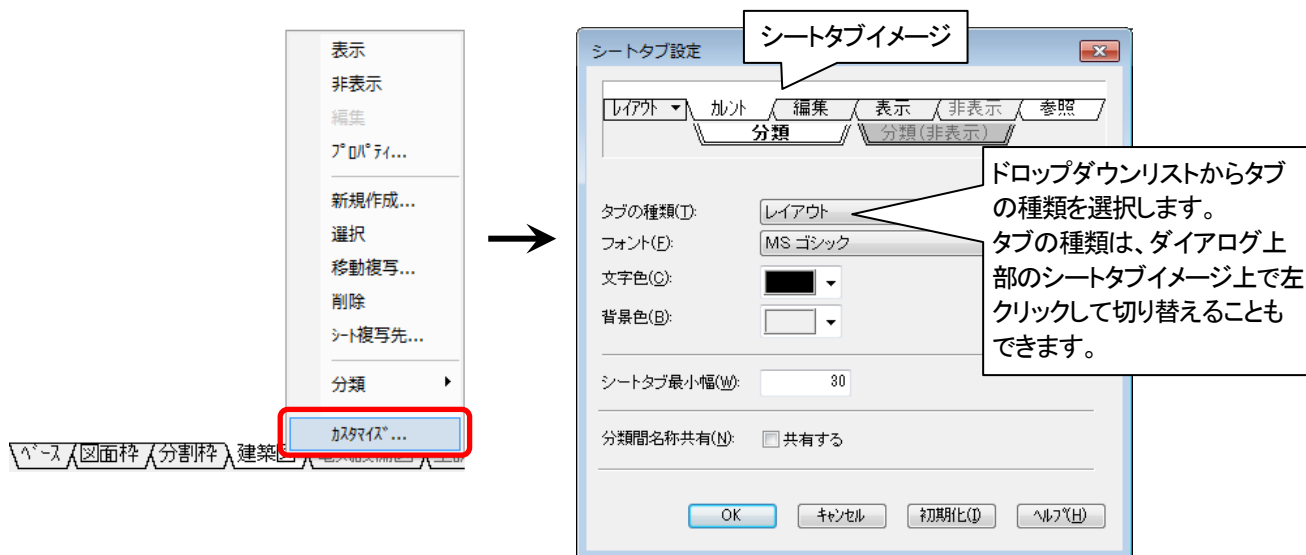 表示
非表示
編集
ﾌﾟﾛﾊﾟﾃｨ...
新規作成...
選択
移動複写...
削除
ｼｰﾄ複写先...
分類
ｶｽﾀﾏｲｽﾞ...
ﾍﾞｰｽ 図面枠 分割枠 建築図
シートタブイメージ
シートタブ設定
ﾚｲｱｳﾄ ｶﾚﾝﾄ 編集 表示 非表示 参照
分類 分類(非表示)
ドロップダウンリストからタブ
の種類を選択します。
タブの種類は、ダイアログ上
部のシートタブイメージ上で左
クリックして切り替えることも
できます。
タブの種類(T): レイアウト
フォント(F): MS ゴシック
文字色(C):
背景色(B):
シートタブ最小幅(W): 30
分類間名称共有(N): 共有する
OK ｷｬﾝｾﾙ 初期化(I) ﾍﾙﾌﾟ(H)